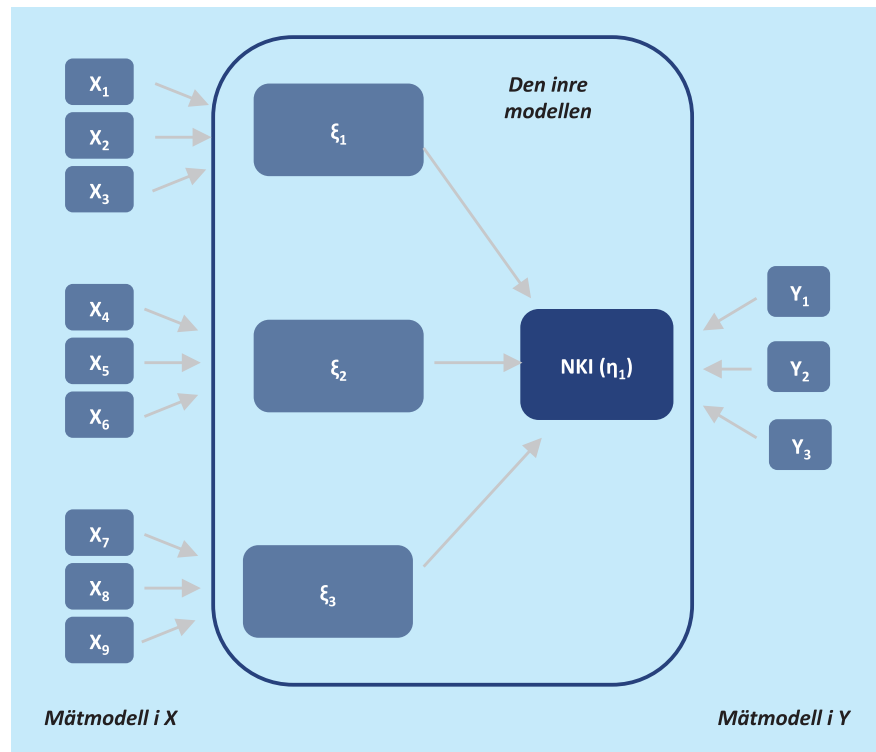 Den inre
modellen
X₁
X₂
X₃
ξ₁
X₄
X₅
X₆
ξ₂
NKI (η₁)
Y₁
Y₂
Y₃
X₇
X₈
X₉
ξ₃
Mätmodell i X
Mätmodell i Y